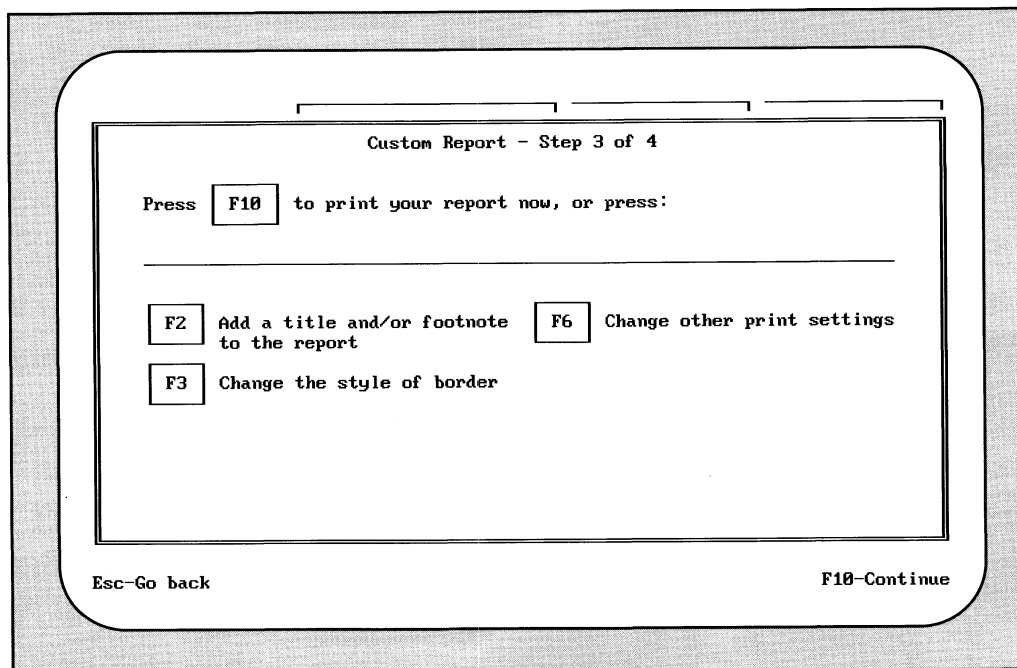 Custom Report - Step 3 of 4
Press F10 to print your report now, or press:
F2 Add a title and/or footnote to the report
F6 Change other print settings
F3 Change the style of border
Esc-Go back
F10-Continue